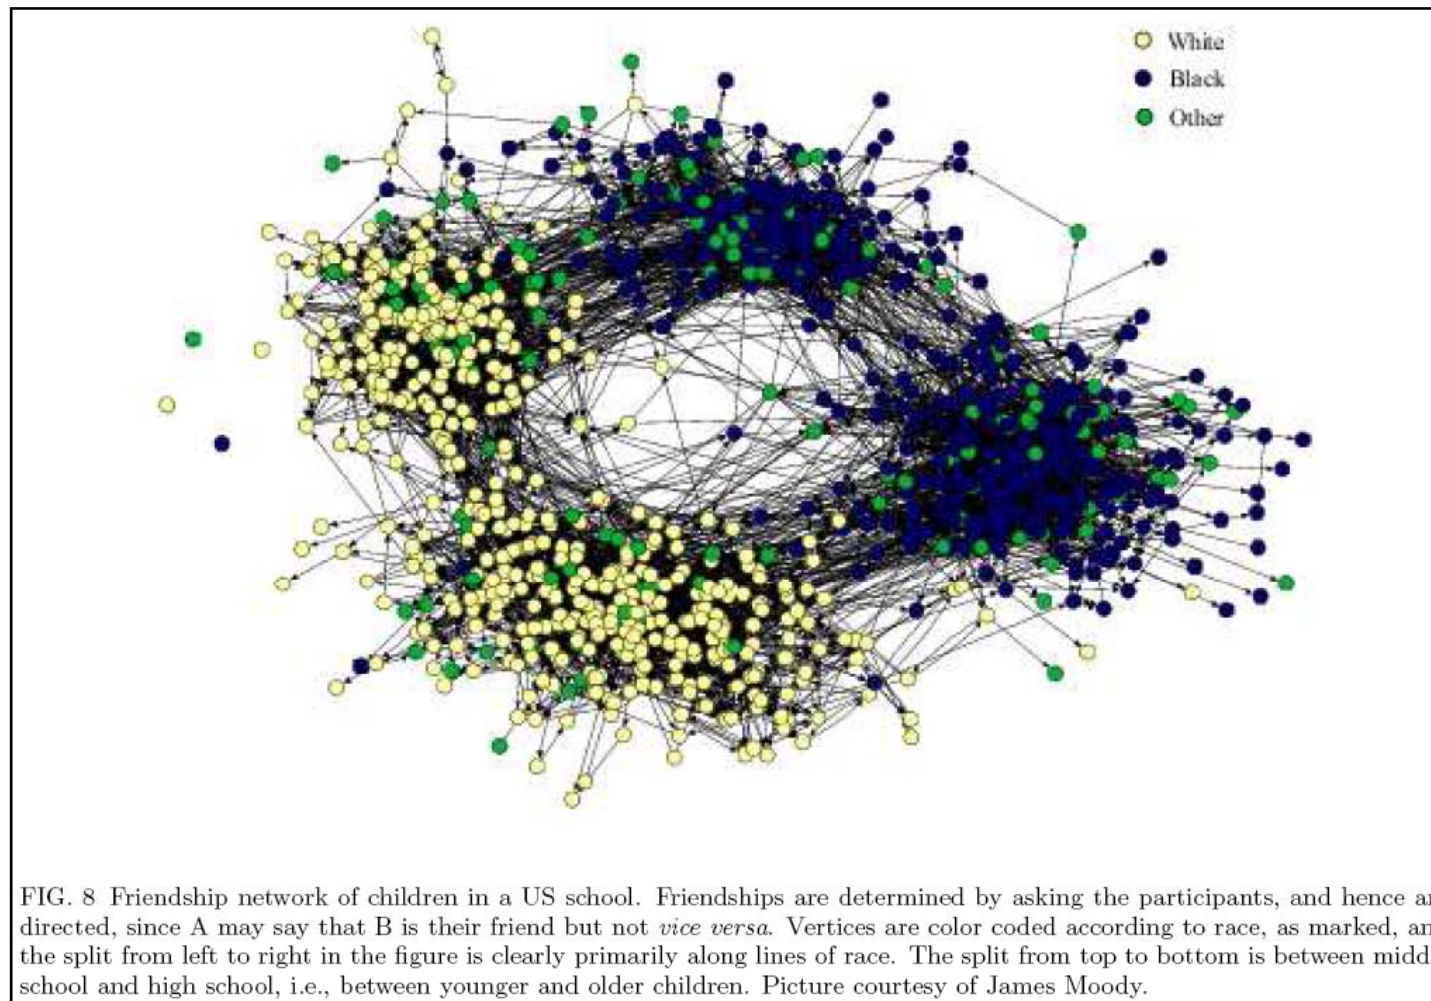 White
Black
Other
FIG. 8 Friendship network of children in a US school. Friendships are determined by asking the participants, and hence ar
directed, since A may say that B is their friend but not vice versa. Vertices are color coded according to race, as marked, an
the split from left to right in the figure is clearly primarily along lines of race. The split from top to bottom is between midd
school and high school, i.e., between younger and older children. Picture courtesy of James Moody.